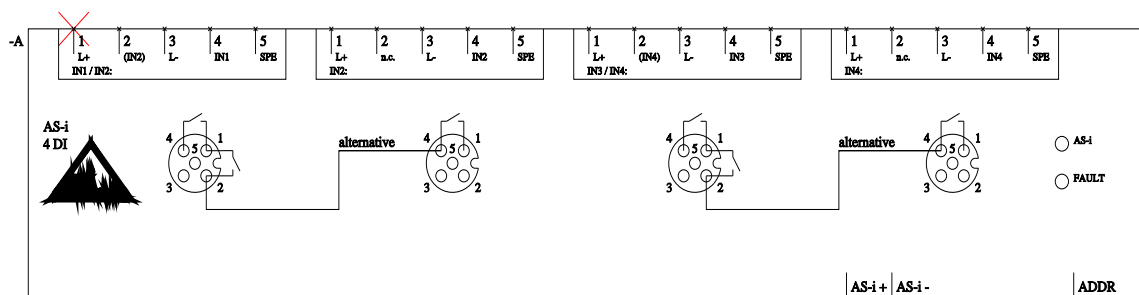 -A
1 2 3 4 5 1 2 3 4 5 1 2 3 4 5 1 2 3 4 5
L+ (IN2) L- IN1 SPE L+ n.c. L- IN2 SPE L+ (IN4) L- IN3 SPE L+ n.c. L- IN4 SPE
IN1 / IN2: IN2: IN3 / IN4: IN4:
AS-i
4 DI
4 1 5 3 2
alternative
4 1 5 3 2
4 1 5 3 2
alternative
4 1 5 3 2
AS-i
FAULT
AS-i + AS-i - ADDR